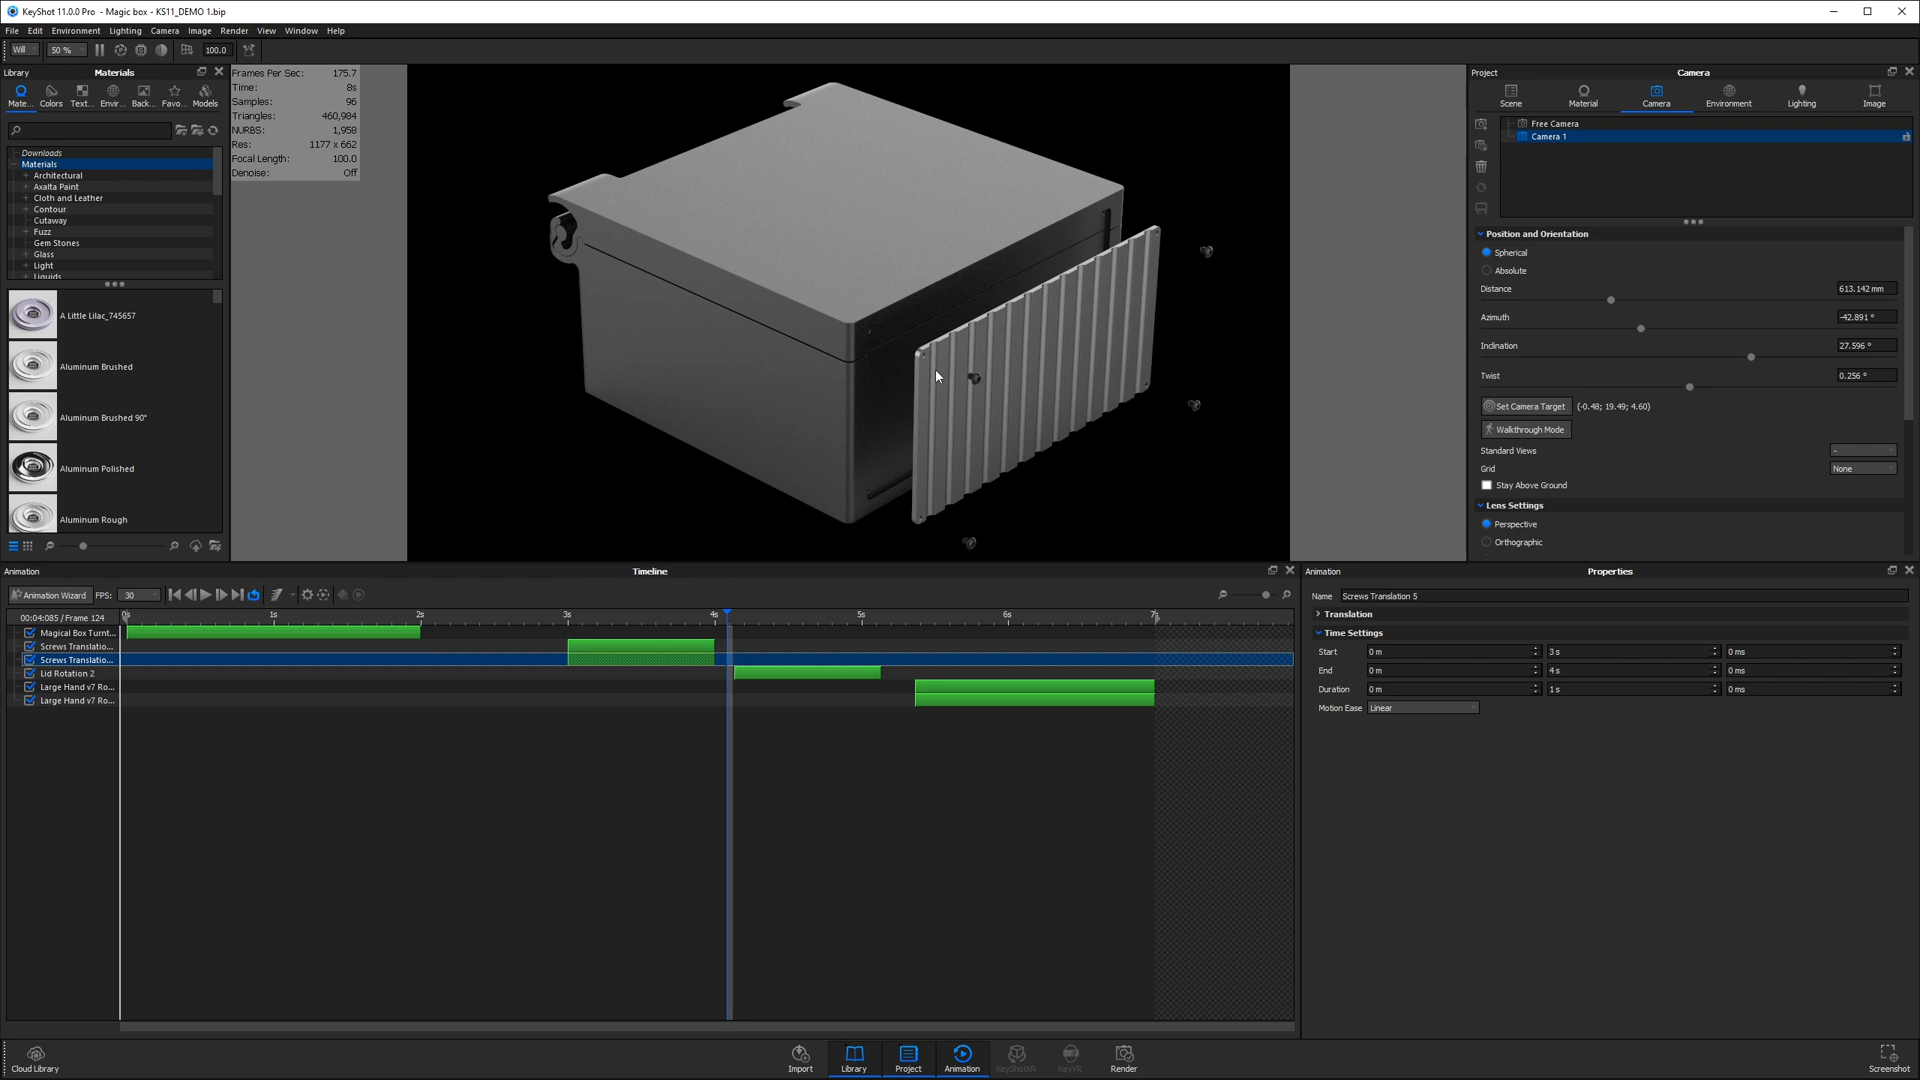 KeyShot 11.0.0 Pro - Magic box - KS11_DEMO 1.bip
File Edit Environment Lighting Camera Image Render View Window Help
Will 50 % 100.0
Library Materials
Mate... Colors Text... Envir... Back... Favo... Models
Downloads
Materials
Architectural
Axalta Paint
Cloth and Leather
Contour
Cutaway
Fuzz
Gem Stones
Glass
Light
Liquids
A Little Lilac_745657
Aluminum Brushed
Aluminum Brushed 90°
Aluminum Polished
Aluminum Rough
Frames Per Sec: 175.7
Time: 8s
Samples: 96
Triangles: 460,984
NURBS: 1,958
Res: 1177 x 662
Focal Length: 100.0
Denoise: Off
Project Camera
Scene Material Camera Environment Lighting Image
Free Camera
Camera 1
Position and Orientation
Spherical
Absolute
Distance 613.142 mm
Azimuth -42.891 °
Inclination 27.596 °
Twist 0.256 °
Set Camera Target (-0.48; 19.49; 4.60)
Walkthrough Mode
Standard Views -
Grid None
Stay Above Ground
Lens Settings
Perspective
Orthographic
Animation Timeline
Animation Wizard FPS: 30
00:04:085 / Frame 124 0s 1s 2s 3s 4s 5s 6s 7s
Magical Box Turnt...
Screws Translatio...
Screws Translatio...
Lid Rotation 2
Large Hand v7 Ro...
Large Hand v7 Ro...
Animation Properties
Name Screws Translation 5
Translation
Time Settings
Start 0 m 3 s 0 ms
End 0 m 4 s 0 ms
Duration 0 m 1 s 0 ms
Motion Ease Linear
Cloud Library Import Library Project Animation KeyShotXR KeyVR Render Screenshot